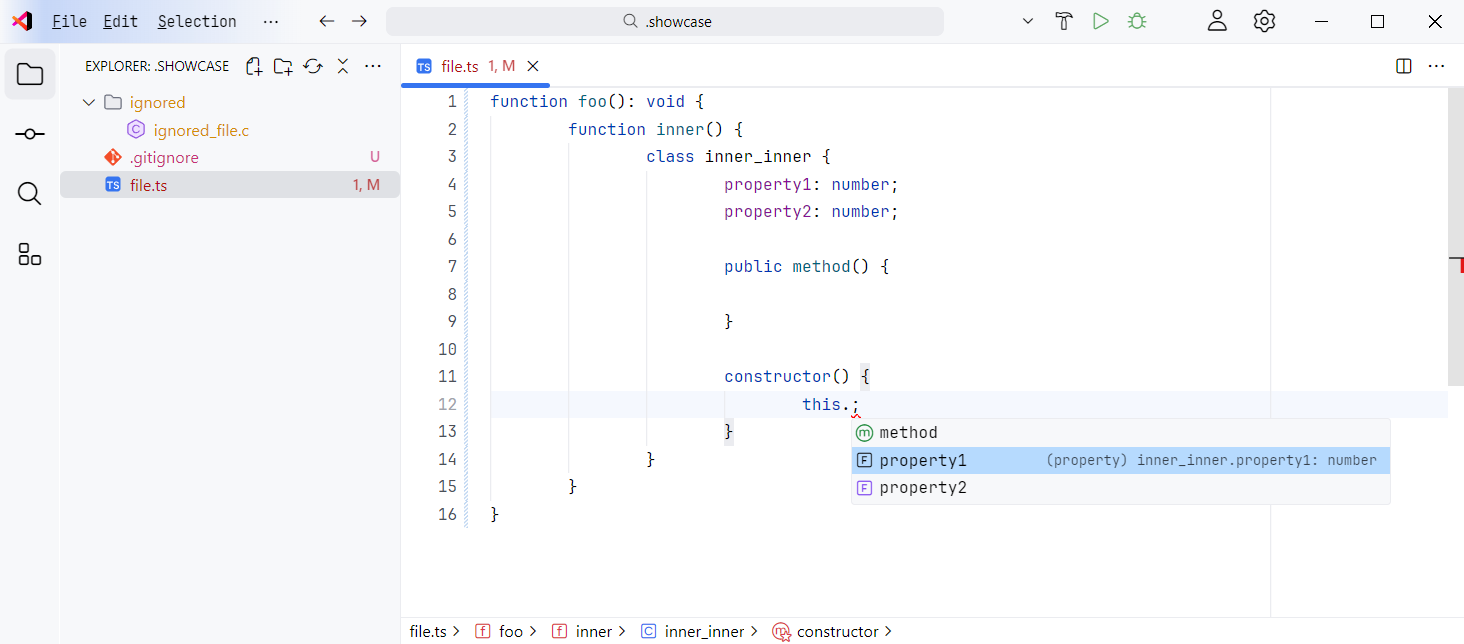 File Edit Selection ··· .showcase
EXPLORER: .SHOWCASE
ignored
ignored_file.c
.gitignore U
file.ts 1, M
TS file.ts 1, M
1 function foo(): void {
2 function inner() {
3 class inner_inner {
4 property1: number;
5 property2: number;
6
7 public method() {
8
9 }
10
11 constructor() {
12 this.;
13 }
14 }
15 }
16 }
method
property1 (property) inner_inner.property1: number
property2
file.ts > foo > inner > inner_inner > constructor >